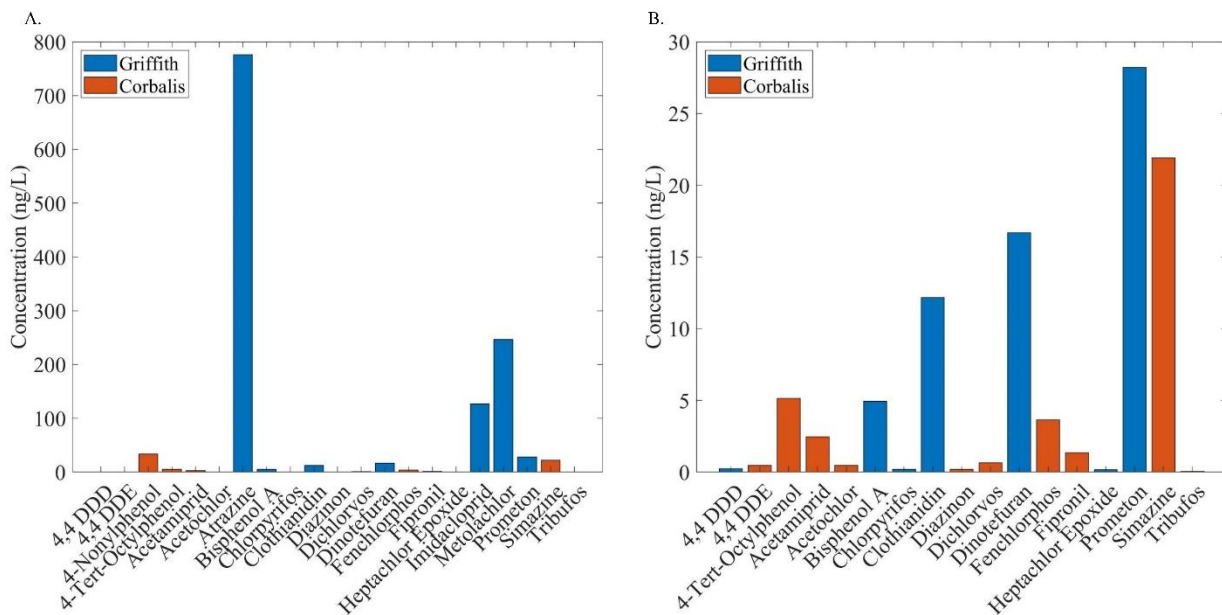 A.
Concentration (ng/L)
800
700
600
500
400
300
200
100
0
Griffith
Corbalis
4,4 DDD
4,4 DDE
4-Nonylphenol
4-Tert-Octylphenol
Acetamiprid
Acetochlor
Atrazine
Bisphenol A
Chlorpyrifos
Clothianidin
Diazinon
Dichlorvos
Dinotefuran
Fenchlorphos
Fipronil
Heptachlor Epoxide
Imidacloprid
Metolachlor
Prometon
Simazine
Tribufos
B.
Concentration (ng/L)
30
25
20
15
10
5
0
Griffith
Corbalis
4,4 DDD
4,4 DDE
4-Tert-Octylphenol
Acetamiprid
Acetochlor
Bisphenol A
Chlorpyrifos
Clothianidin
Diazinon
Dichlorvos
Dinotefuran
Fenchlorphos
Fipronil
Heptachlor Epoxide
Prometon
Simazine
Tribufos